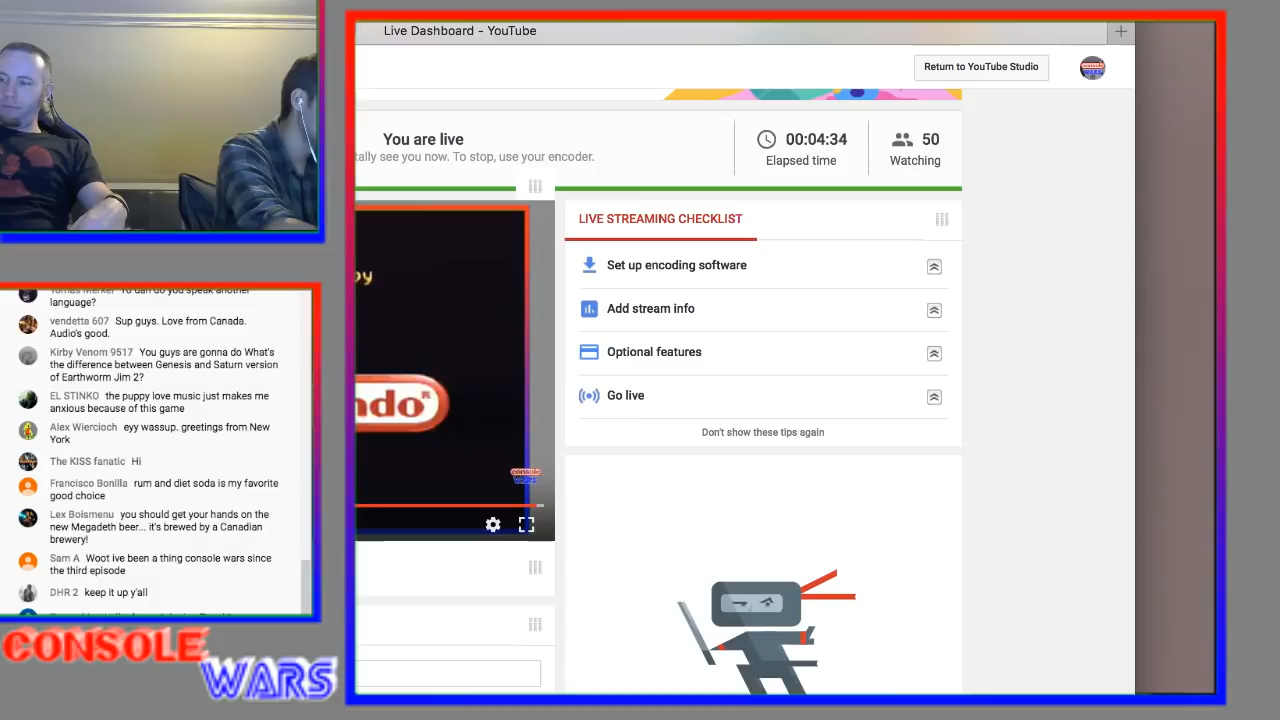 Live Dashboard - YouTube
Return to YouTube Studio
You are live
tally see you now. To stop, use your encoder.
00:04:34
Elapsed time
50
Watching
by
ndo®
CONSOLE
WARS
LIVE STREAMING CHECKLIST
Set up encoding software
Add stream info
Optional features
Go live
Don't show these tips again
language?
vendetta 607 Sup guys. Love from Canada.
Audio's good.
Kirby Venom 9517 You guys are gonna do What's
the difference between Genesis and Saturn version
of Earthworm Jim 2?
EL STINKO the puppy love music just makes me
anxious because of this game
Alex Wiercioch eyy wassup. greetings from New
York
The KISS fanatic Hi
Francisco Bonilla rum and diet soda is my favorite
good choice
Lex Boismenu you should get your hands on the
new Megadeth beer... it's brewed by a Canadian
brewery!
Sam A Woot ive been a thing console wars since
the third episode
DHR 2 keep it up y'all
CONSOLE
WARS